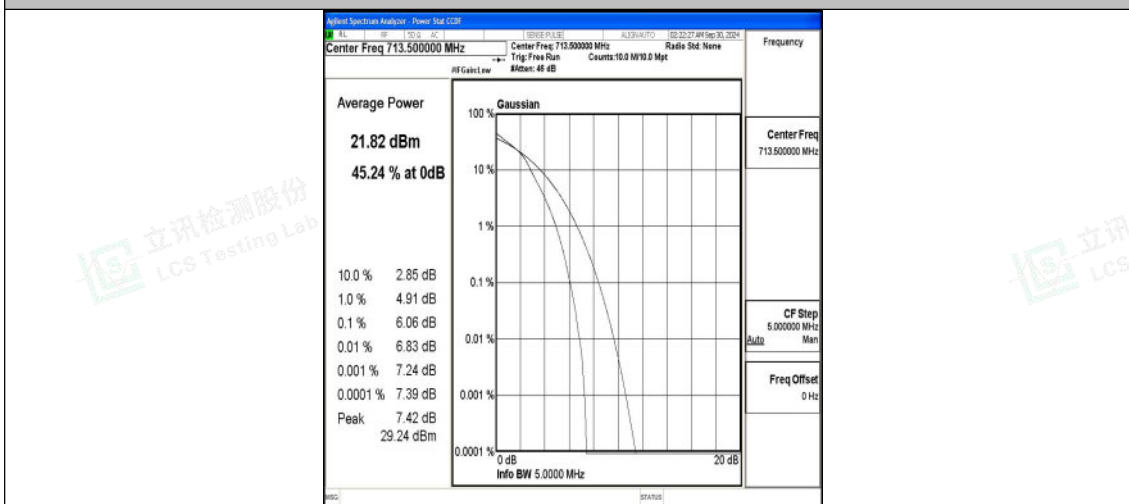 Agilent Spectrum Analyzer - Power Stat CCDF
RL RF 50 Ω AC SENSE:PULSE ALIGNAUTO 02:22:27 AM Sep 30, 2024
Center Freq 713.500000 MHz
Center Freq: 713.500000 MHz Radio Std: None
Trig: Free Run Counts:10.0 M/10.0 Mpt
#IFGain:Low #Atten: 46 dB
Frequency
Average Power
21.82 dBm
45.24 % at 0dB
10.0 % 2.85 dB
1.0 % 4.91 dB
0.1 % 6.06 dB
0.01 % 6.83 dB
0.001 % 7.24 dB
0.0001 % 7.39 dB
Peak 7.42 dB
29.24 dBm
Gaussian
100 %
10 %
1 %
0.1 %
0.01 %
0.001 %
0.0001 %
0 dB 20 dB
Info BW 5.0000 MHz
Center Freq
713.500000 MHz
CF Step
5.000000 MHz
Auto Man
Freq Offset
0 Hz
MSG STATUS
立讯检测股份
LCS Testing Lab
立讯
LCS